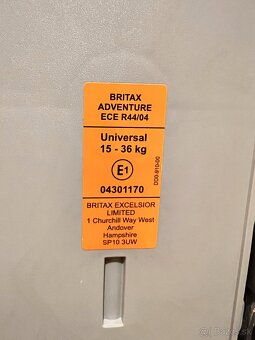 BRITAX
ADVENTURE
ECE R44/04
Universal
15 - 36 kg
E1
04301170
BRITAX EXCELSIOR
LIMITED
1 Churchill Way West
Andover
Hampshire
SP10 3UW